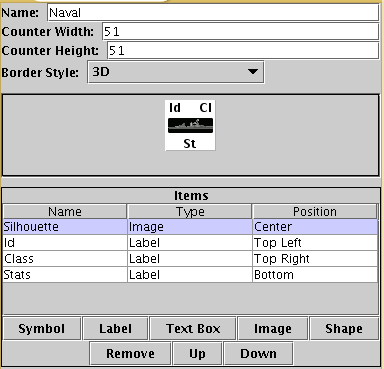 Name: Naval
Counter Width: 51
Counter Height: 51
Border Style: 3D
Id Cl
St
Items
Name Type Position
Silhouette Image Center
Id Label Top Left
Class Label Top Right
Stats Label Bottom
Symbol Label Text Box Image Shape
Remove Up Down